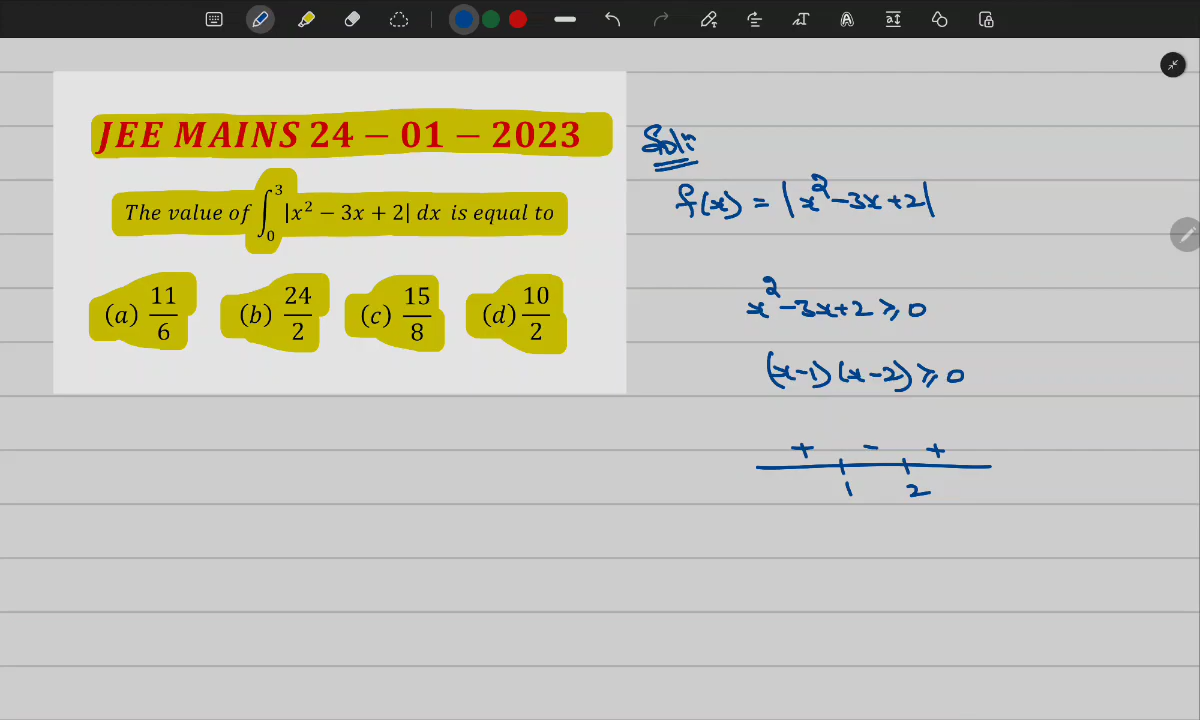 JEE MAINS 24 − 01 − 2023
The value of ∫₀³ |x² − 3x + 2| dx is equal to
(a) 11/6 (b) 24/2 (c) 15/8 (d) 10/2
Soln:
f(x) = |x² − 3x + 2|
x² − 3x + 2 ≥ 0
(x − 1)(x − 2) ≥ 0
+ − +
1 2